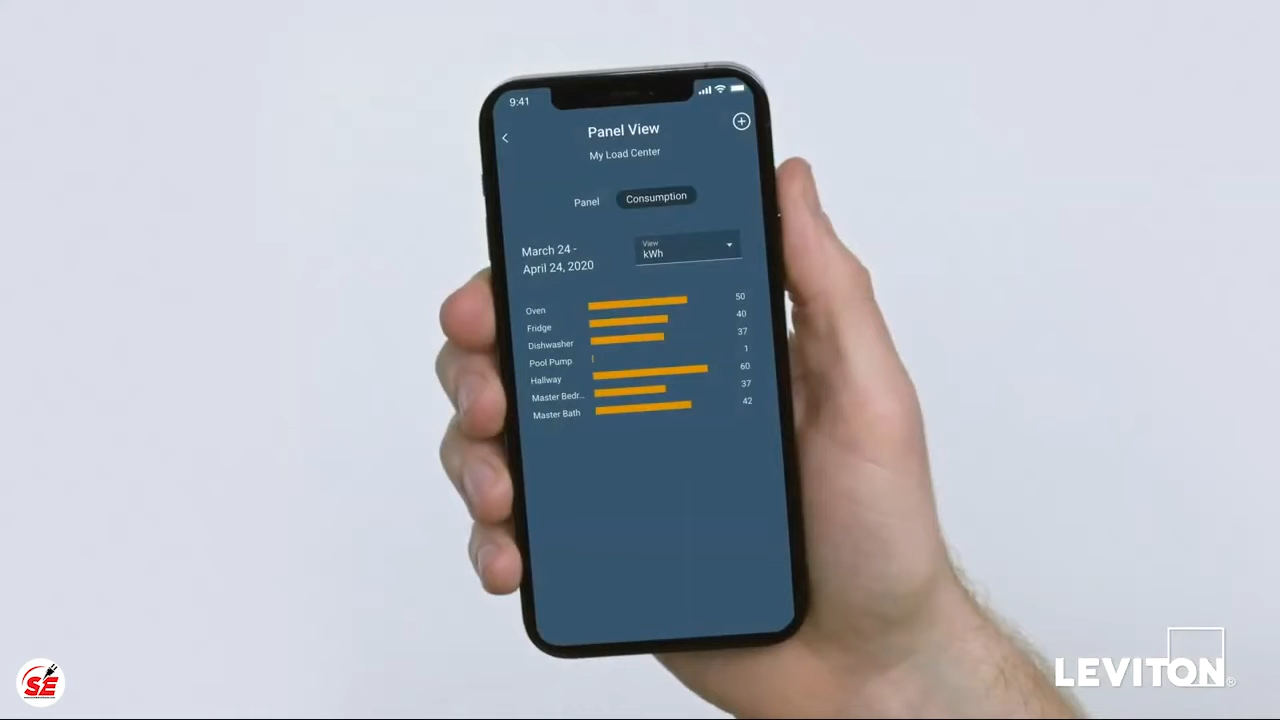 9:41
Panel View
My Load Center
Panel Consumption
March 24 -
April 24, 2020
View
kWh
Oven 50
Fridge 40
Dishwasher 37
Pool Pump 1
Hallway 60
Master Bedr... 37
Master Bath 42
SE
LEVITON®